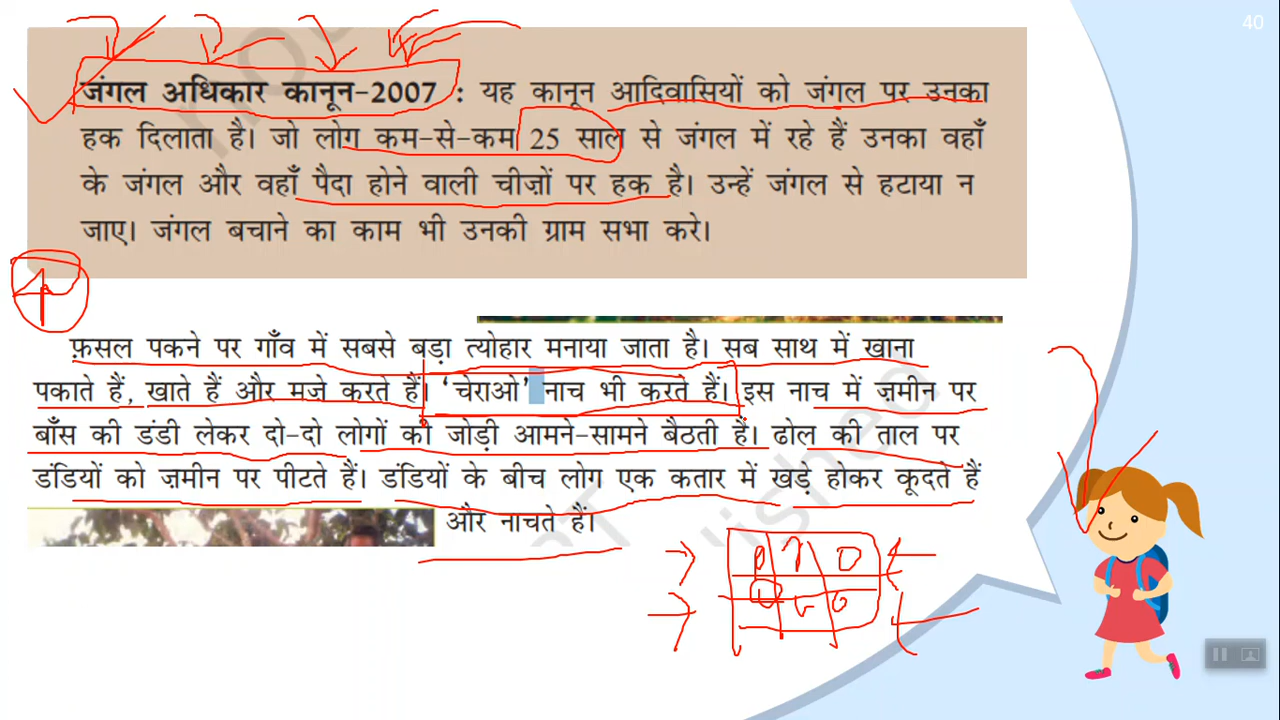 40
जंगल अधिकार कानून-2007 : यह कानून आदिवासियों को जंगल पर उनका
हक दिलाता है। जो लोग कम-से-कम 25 साल से जंगल में रहे हैं उनका वहाँ
के जंगल और वहाँ पैदा होने वाली चीज़ों पर हक है। उन्हें जंगल से हटाया न
जाए। जंगल बचाने का काम भी उनकी ग्राम सभा करे।
फ़सल पकने पर गाँव में सबसे बड़ा त्योहार मनाया जाता है। सब साथ में खाना
पकाते हैं, खाते हैं और मज़े करते हैं। ‘चेराओ’ नाच भी करते हैं। इस नाच में ज़मीन पर
बाँस की डंडी लेकर दो-दो लोगों की जोड़ी आमने-सामने बैठती है। ढोल की ताल पर
डंडियों को ज़मीन पर पीटते हैं। डंडियों के बीच लोग एक कतार में खड़े होकर कूदते हैं
और नाचते हैं।